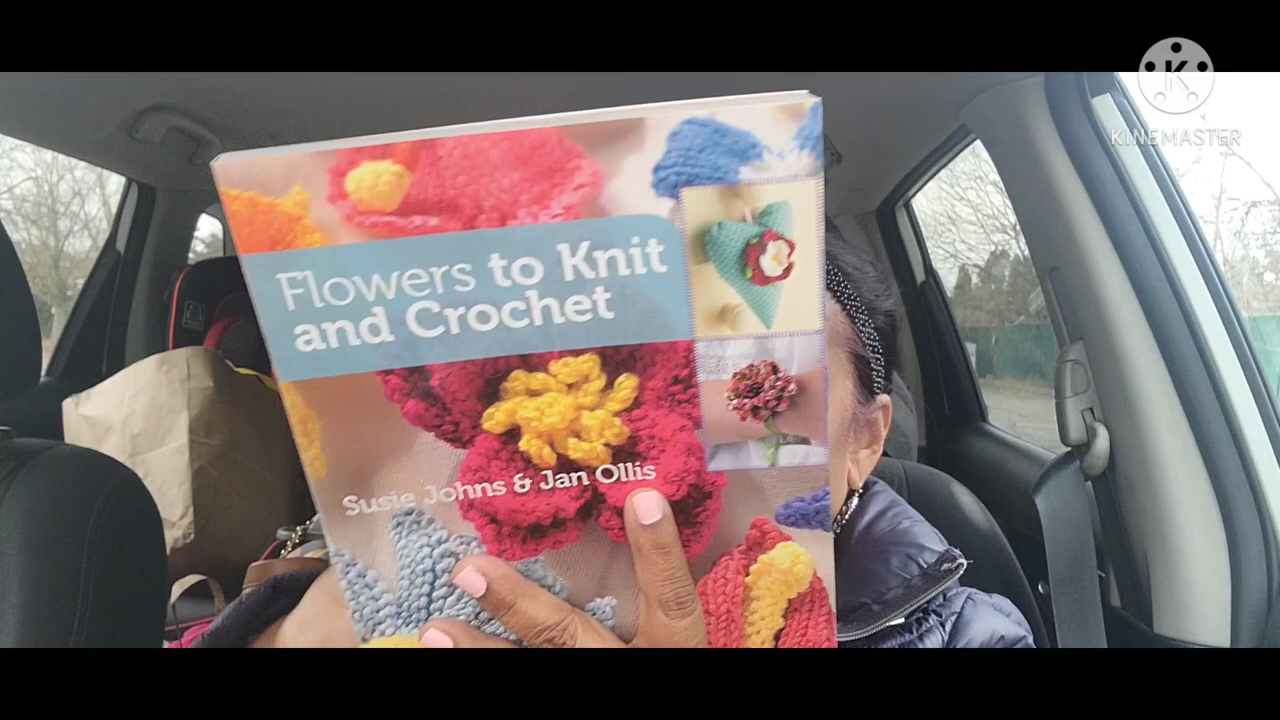 Flowers to Knit
and Crochet
Susie Johns & Jan Ollis
K
KINEMASTER